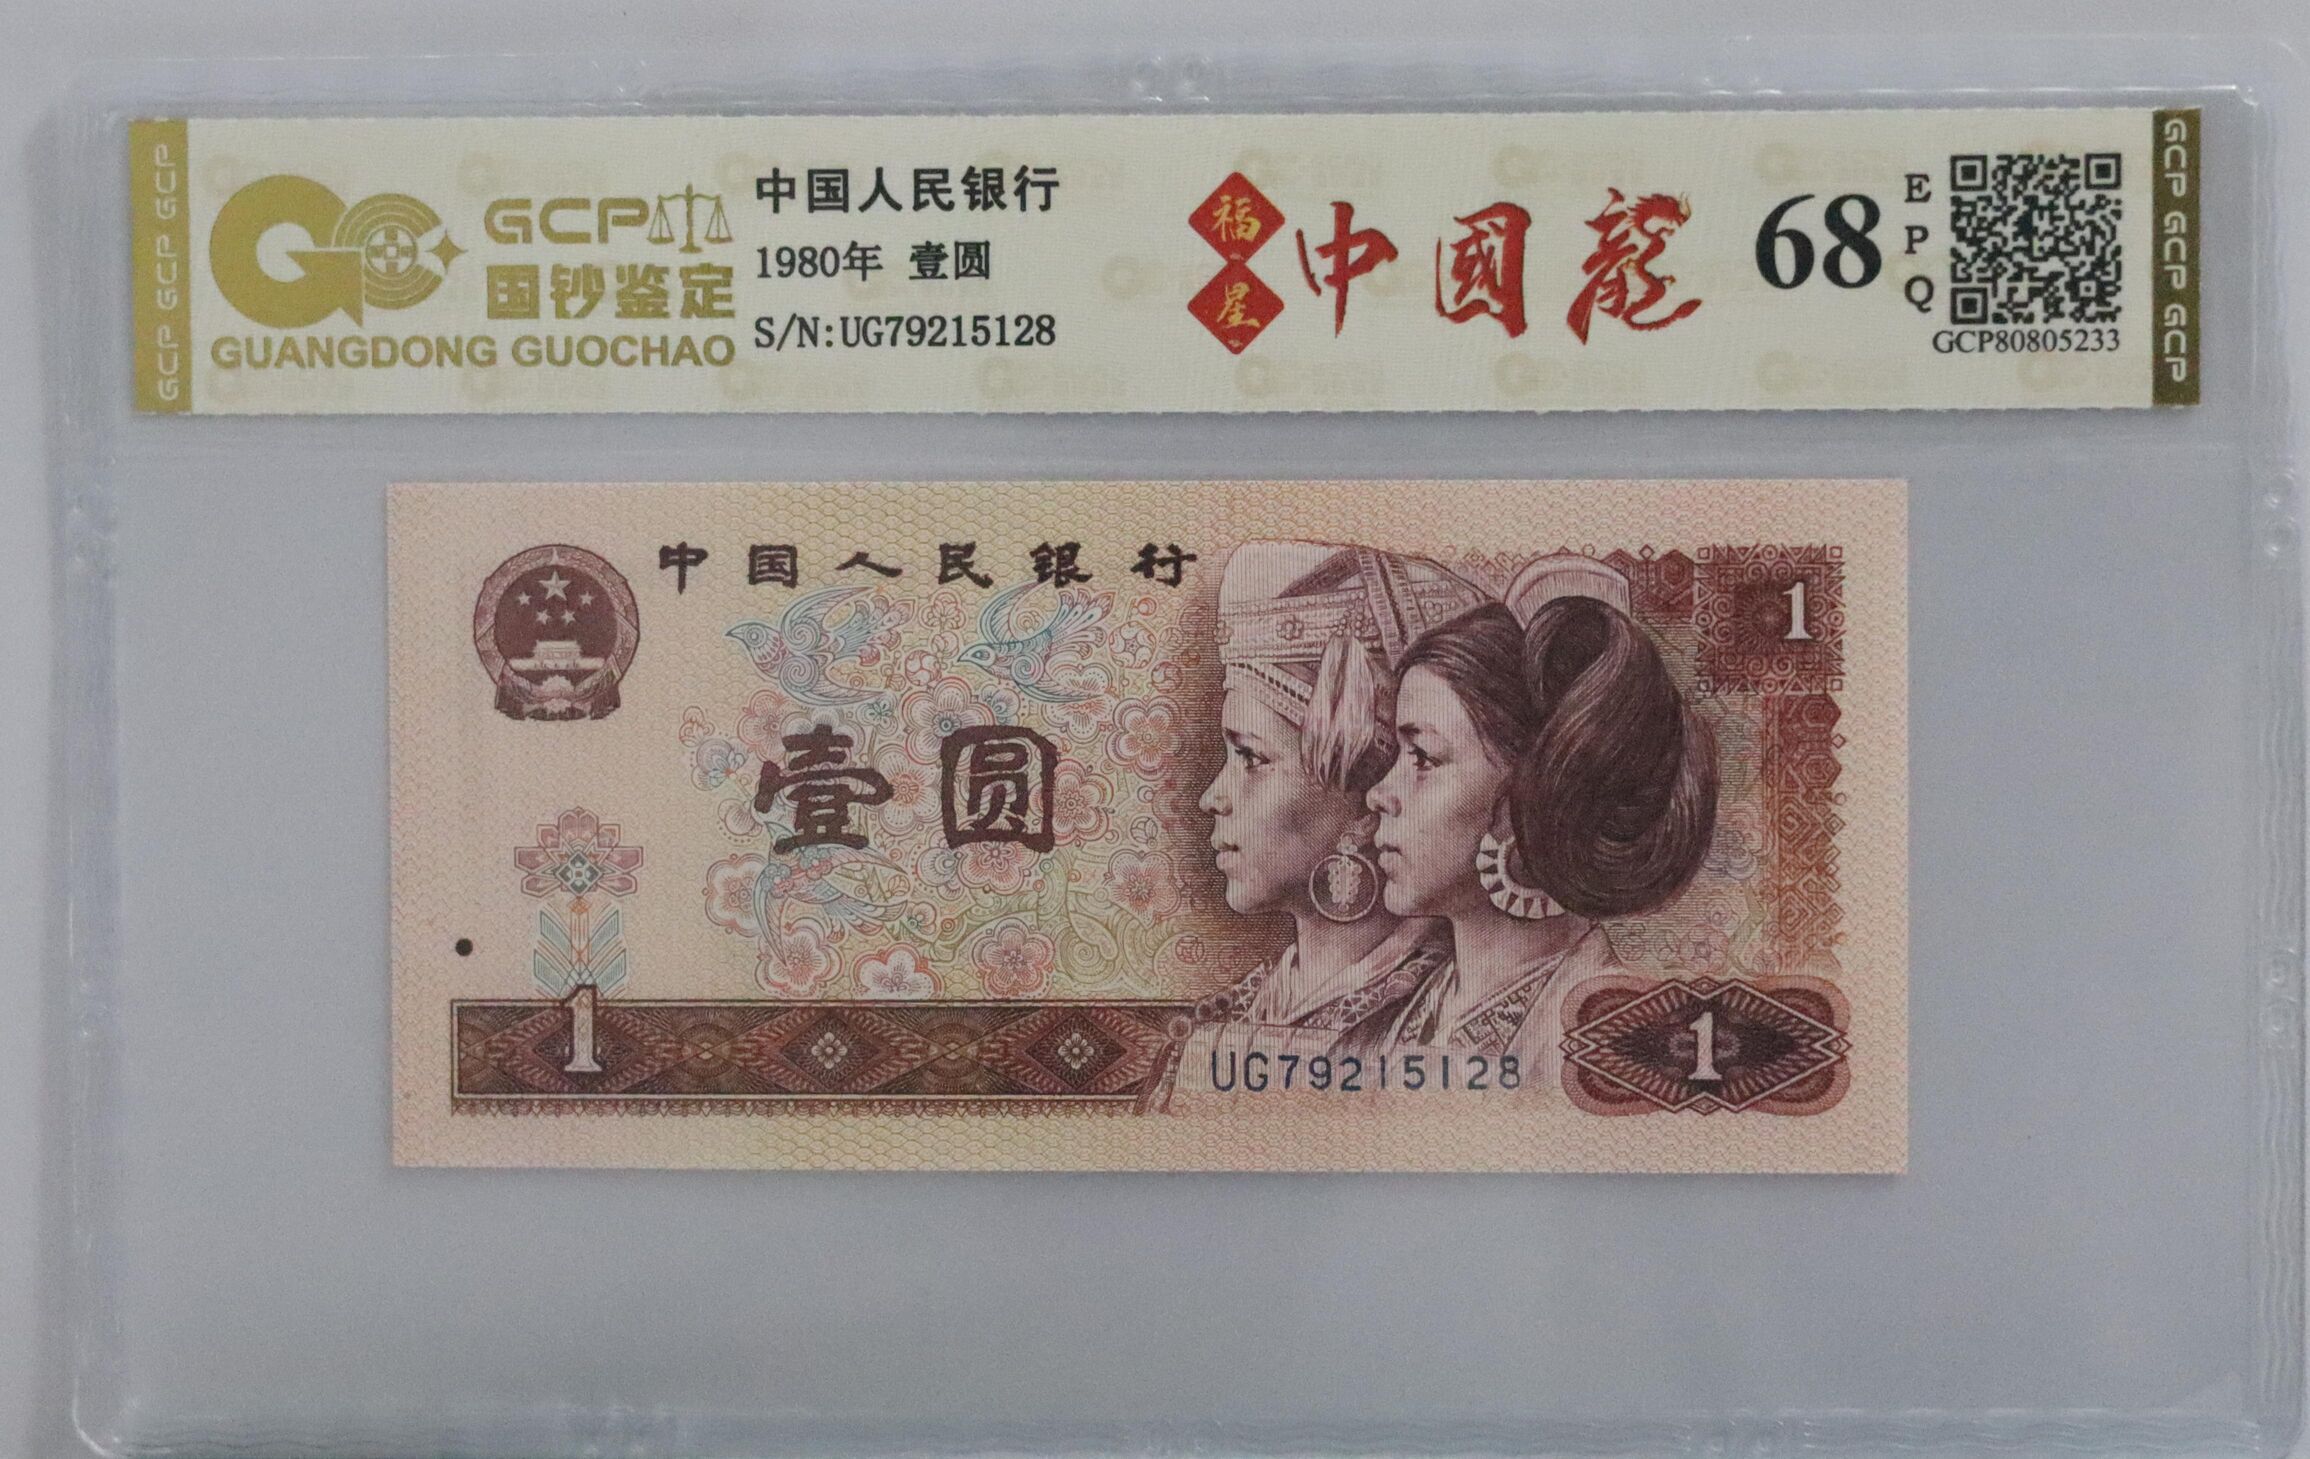 GCP GCP GCP
GCP
国钞鉴定
GUANGDONG GUOCHAO
中国人民银行
1980年 壹圆
S/N:UG79215128
福星
中國龍
68
EPQ
GCP80805233
GCP GCP GCP
中国人民银行
1
壹圆
1
UG79215128
1